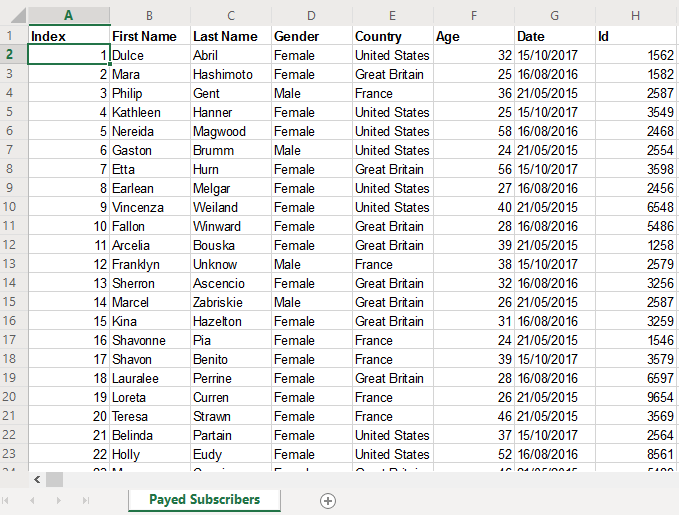 A B C D E F G H
1 Index First Name Last Name Gender Country Age Date Id
2 1 Dulce Abril Female United States 32 15/10/2017 1562
3 2 Mara Hashimoto Female Great Britain 25 16/08/2016 1582
4 3 Philip Gent Male France 36 21/05/2015 2587
5 4 Kathleen Hanner Female United States 25 15/10/2017 3549
6 5 Nereida Magwood Female United States 58 16/08/2016 2468
7 6 Gaston Brumm Male United States 24 21/05/2015 2554
8 7 Etta Hurn Female Great Britain 56 15/10/2017 3598
9 8 Earlean Melgar Female United States 27 16/08/2016 2456
10 9 Vincenza Weiland Female United States 40 21/05/2015 6548
11 10 Fallon Winward Female Great Britain 28 16/08/2016 5486
12 11 Arcelia Bouska Female Great Britain 39 21/05/2015 1258
13 12 Franklyn Unknow Male France 38 15/10/2017 2579
14 13 Sherron Ascencio Female Great Britain 32 16/08/2016 3256
15 14 Marcel Zabriskie Male Great Britain 26 21/05/2015 2587
16 15 Kina Hazelton Female Great Britain 31 16/08/2016 3259
17 16 Shavonne Pia Female France 24 21/05/2015 1546
18 17 Shavon Benito Female France 39 15/10/2017 3579
19 18 Lauralee Perrine Female Great Britain 28 16/08/2016 6597
20 19 Loreta Curren Female France 26 21/05/2015 9654
21 20 Teresa Strawn Female France 46 21/05/2015 3569
22 21 Belinda Partain Female United States 37 15/10/2017 2564
23 22 Holly Eudy Female United States 52 16/08/2016 8561
Payed Subscribers